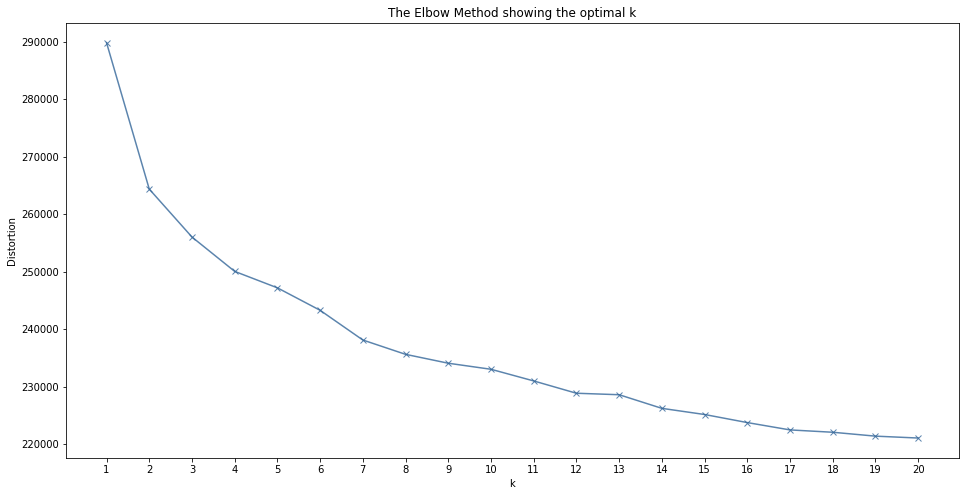 The Elbow Method showing the optimal k
290000
280000
270000
260000
250000
240000
230000
220000
Distortion
1 2 3 4 5 6 7 8 9 10 11 12 13 14 15 16 17 18 19 20
k